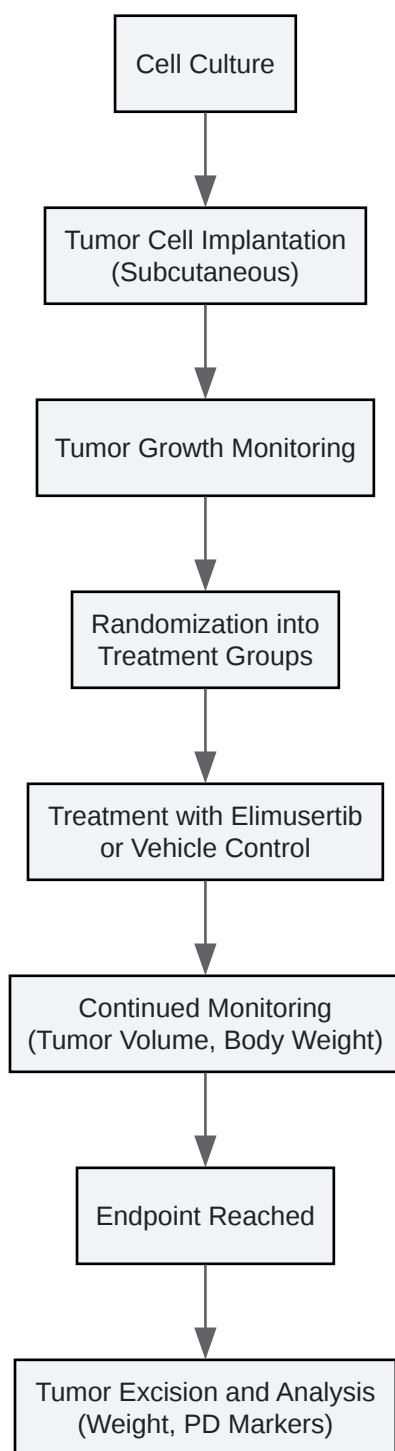 Cell Culture
Tumor Cell Implantation
(Subcutaneous)
Tumor Growth Monitoring
Randomization into
Treatment Groups
Treatment with Elimusertib
or Vehicle Control
Continued Monitoring
(Tumor Volume, Body Weight)
Endpoint Reached
Tumor Excision and Analysis
(Weight, PD Markers)